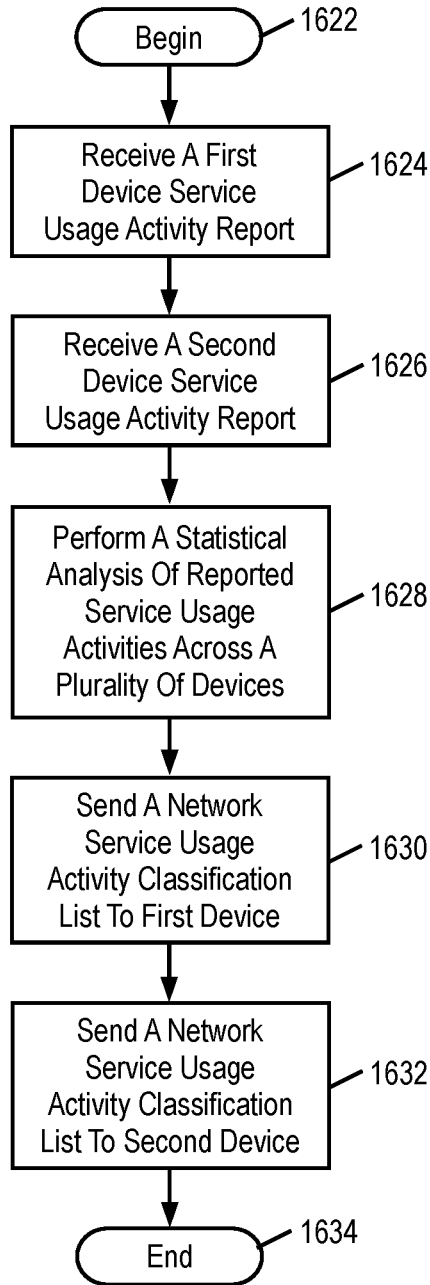 Begin
1622
Receive A First
Device Service
Usage Activity Report
1624
Receive A Second
Device Service
Usage Activity Report
1626
Perform A Statistical
Analysis Of Reported
Service Usage
Activities Across A
Plurality Of Devices
1628
Send A Network
Service Usage
Activity Classification
List To First Device
1630
Send A Network
Service Usage
Activity Classification
List To Second Device
1632
End
1634